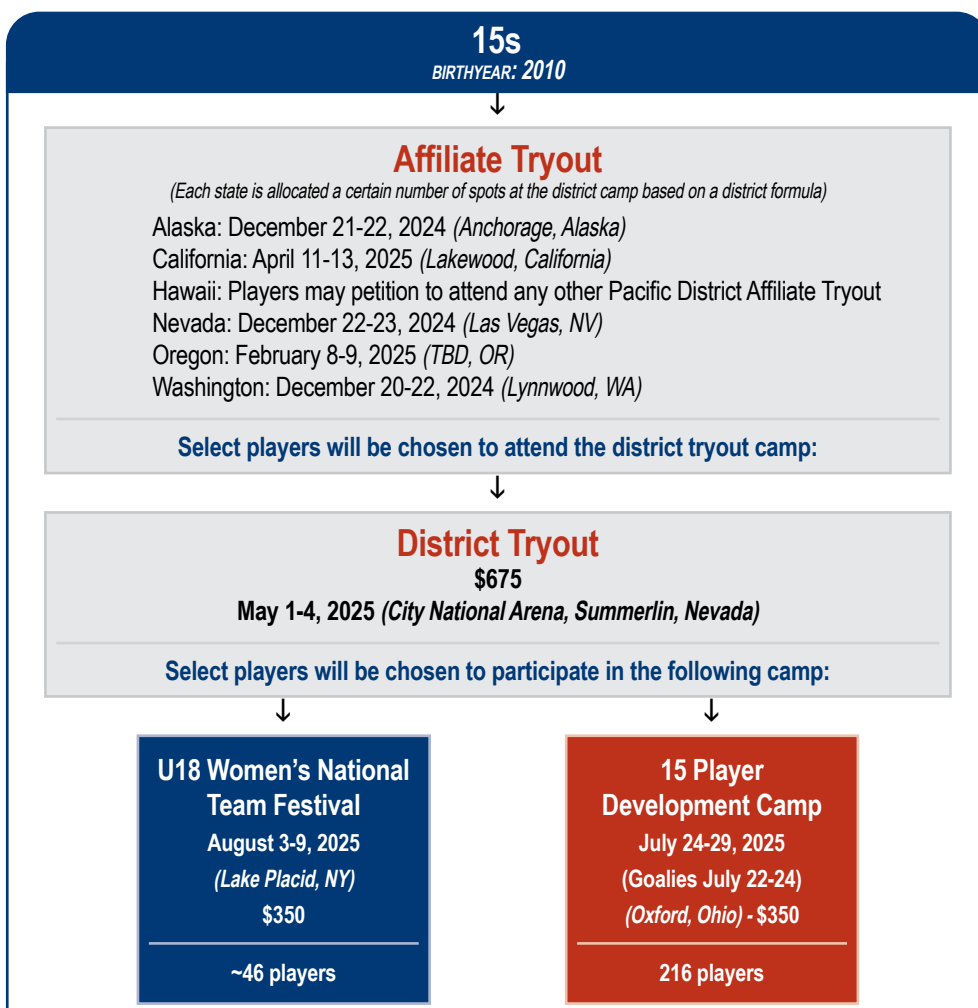 15s
BIRTHYEAR: 2010
↓
Affiliate Tryout
(Each state is allocated a certain number of spots at the district camp based on a district formula)
Alaska: December 21-22, 2024 (Anchorage, Alaska)
California: April 11-13, 2025 (Lakewood, California)
Hawaii: Players may petition to attend any other Pacific District Affiliate Tryout
Nevada: December 22-23, 2024 (Las Vegas, NV)
Oregon: February 8-9, 2025 (TBD, OR)
Washington: December 20-22, 2024 (Lynnwood, WA)
Select players will be chosen to attend the district tryout camp:
↓
District Tryout
$675
May 1-4, 2025 (City National Arena, Summerlin, Nevada)
Select players will be chosen to participate in the following camp:
↓ ↓
U18 Women’s National
Team Festival
August 3-9, 2025
(Lake Placid, NY)
$350
~46 players
15 Player
Development Camp
July 24-29, 2025
(Goalies July 22-24)
(Oxford, Ohio) - $350
216 players